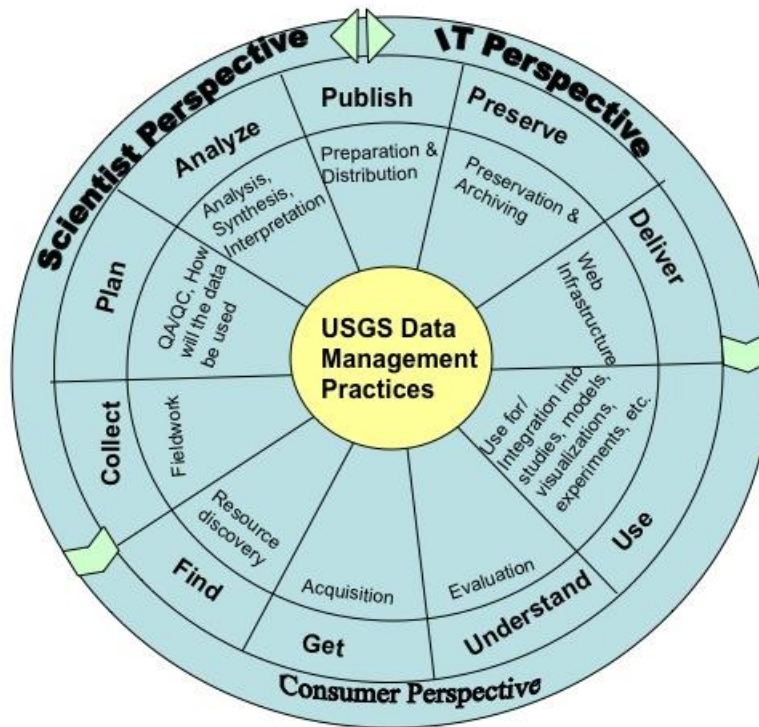 Scientist Perspective
IT Perspective
Consumer Perspective
USGS Data
Management
Practices
Publish
Preparation &
Distribution
Preserve
Preservation &
Archiving
Deliver
Web
Infrastructure
Use
Use for/
Integration into
studies, models,
visualizations,
experiments, etc.
Understand
Evaluation
Get
Acquisition
Find
Resource
discovery
Collect
Fieldwork
Plan
QA/QC, How
will the data
be used
Analyze
Analysis,
Synthesis,
Interpretation